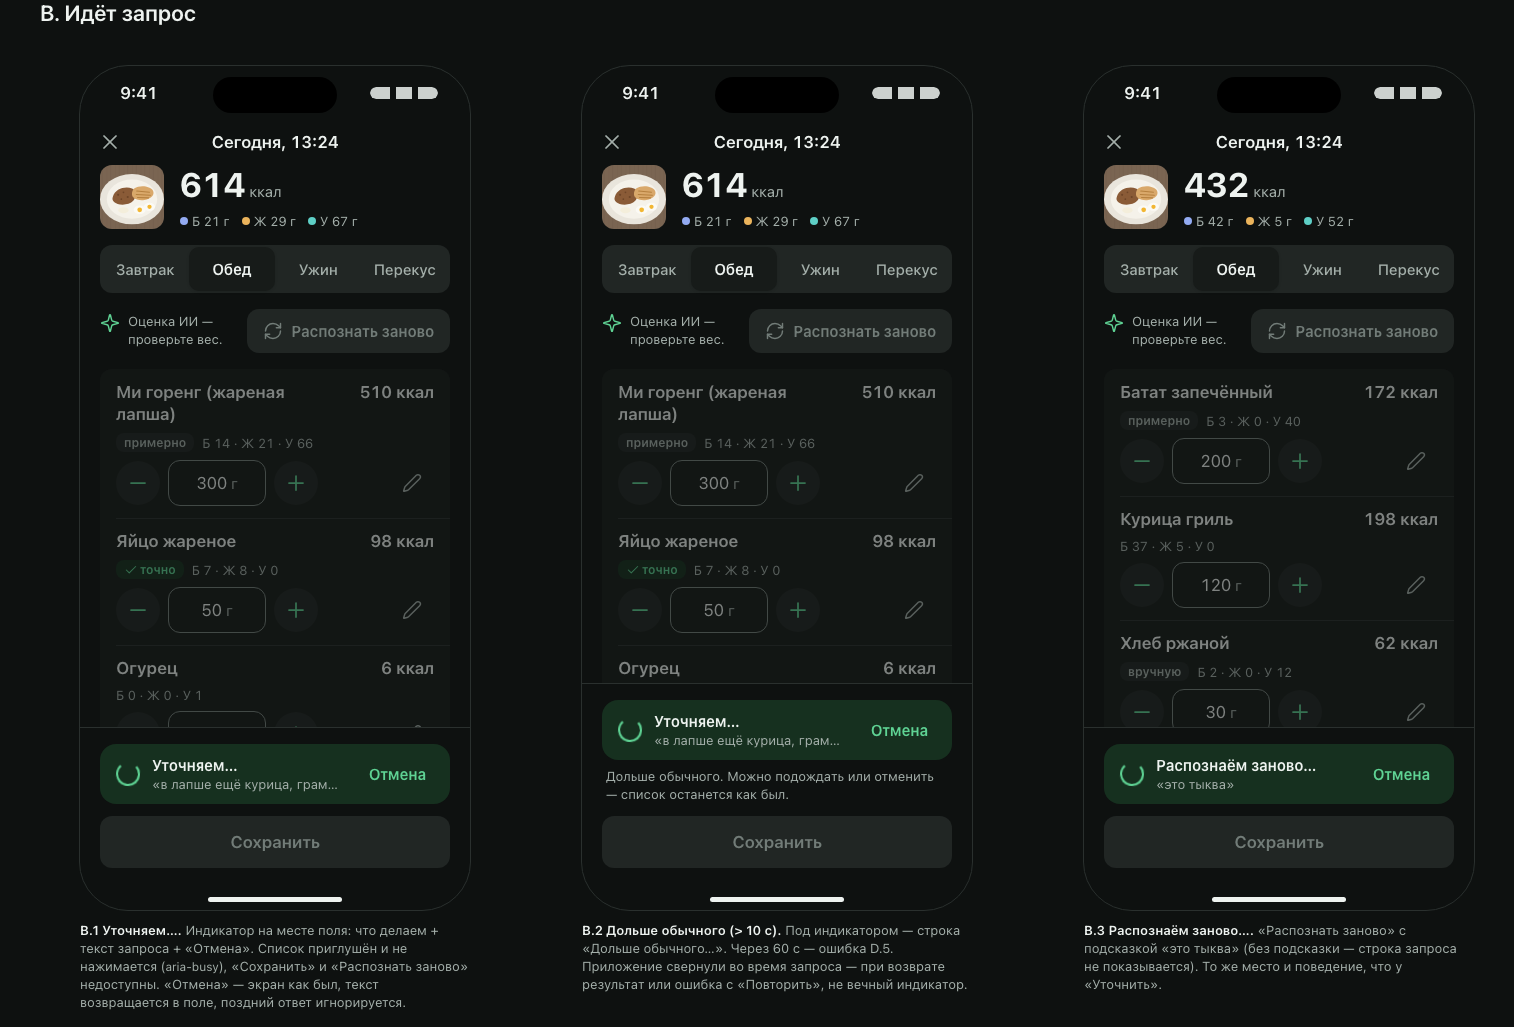 B. Идёт запрос
9:41
Сегодня, 13:24
614 ккал
Б 21 г Ж 29 г У 67 г
Завтрак Обед Ужин Перекус
Оценка ИИ —
проверьте вес.
Распознать заново
Ми горенг (жареная
лапша)
510 ккал
примерно Б 14 · Ж 21 · У 66
300 г
Яйцо жареное 98 ккал
точно Б 7 · Ж 8 · У 0
50 г
Огурец 6 ккал
Б 0 · Ж 0 · У 1
Уточняем...
«в лапше ещё курица, грам...
Отмена
Сохранить
B.1 Уточняем.... Индикатор на месте поля: что делаем +
текст запроса + «Отмена». Список приглушён и не
нажимается (aria-busy), «Сохранить» и «Распознать заново»
недоступны. «Отмена» — экран как был, текст
возвращается в поле, поздний ответ игнорируется.
9:41
Сегодня, 13:24
614 ккал
Б 21 г Ж 29 г У 67 г
Завтрак Обед Ужин Перекус
Оценка ИИ —
проверьте вес.
Распознать заново
Ми горенг (жареная
лапша)
510 ккал
примерно Б 14 · Ж 21 · У 66
300 г
Яйцо жареное 98 ккал
точно Б 7 · Ж 8 · У 0
50 г
Огурец 6 ккал
Уточняем...
«в лапше ещё курица, грам...
Отмена
Дольше обычного. Можно подождать или отменить
— список останется как был.
Сохранить
B.2 Дольше обычного (> 10 с). Под индикатором — строка
«Дольше обычного...». Через 60 с — ошибка D.5.
Приложение свернули во время запроса — при возврате
результат или ошибка с «Повторить», не вечный индикатор.
9:41
Сегодня, 13:24
432 ккал
Б 42 г Ж 5 г У 52 г
Завтрак Обед Ужин Перекус
Оценка ИИ —
проверьте вес.
Распознать заново
Батат запечённый 172 ккал
примерно Б 3 · Ж 0 · У 40
200 г
Курица гриль 198 ккал
Б 37 · Ж 5 · У 0
120 г
Хлеб ржаной 62 ккал
вручную Б 2 · Ж 0 · У 12
30 г
Распознаём заново...
«это тыква»
Отмена
Сохранить
B.3 Распознаём заново.... «Распознать заново» с
подсказкой «это тыква» (без подсказки — строка запроса
не показывается). То же место и поведение, что у
«Уточнить».